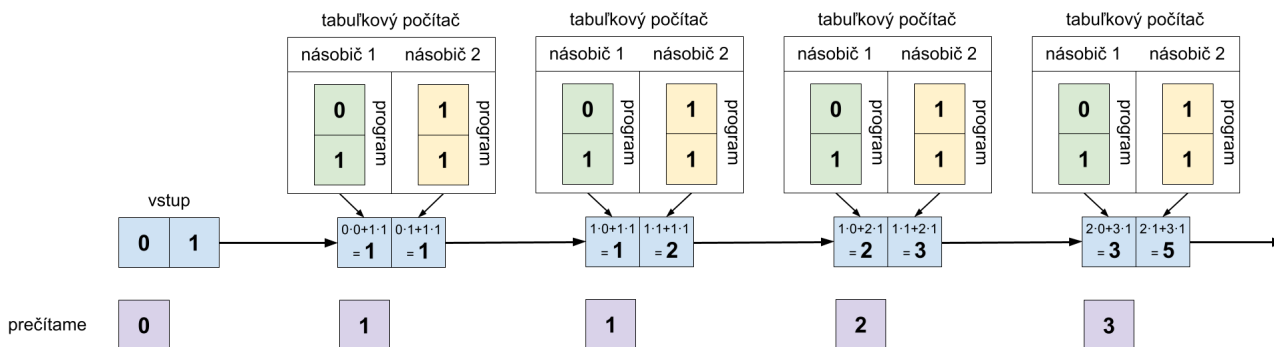 tabuľkový počítač tabuľkový počítač tabuľkový počítač tabuľkový počítač
násobič 1 násobič 2 násobič 1 násobič 2 násobič 1 násobič 2 násobič 1 násobič 2
0 1 0 1 0 1 0 1
program program program program program program program program
1 1 1 1 1 1 1 1
vstup
0 1
0·0+1·1 0·1+1·1 1·0+1·1 1·1+1·1 1·0+2·1 1·1+2·1 2·0+3·1 2·1+3·1
= 1 = 1 = 1 = 2 = 2 = 3 = 3 = 5
prečítame 0 1 1 2 3